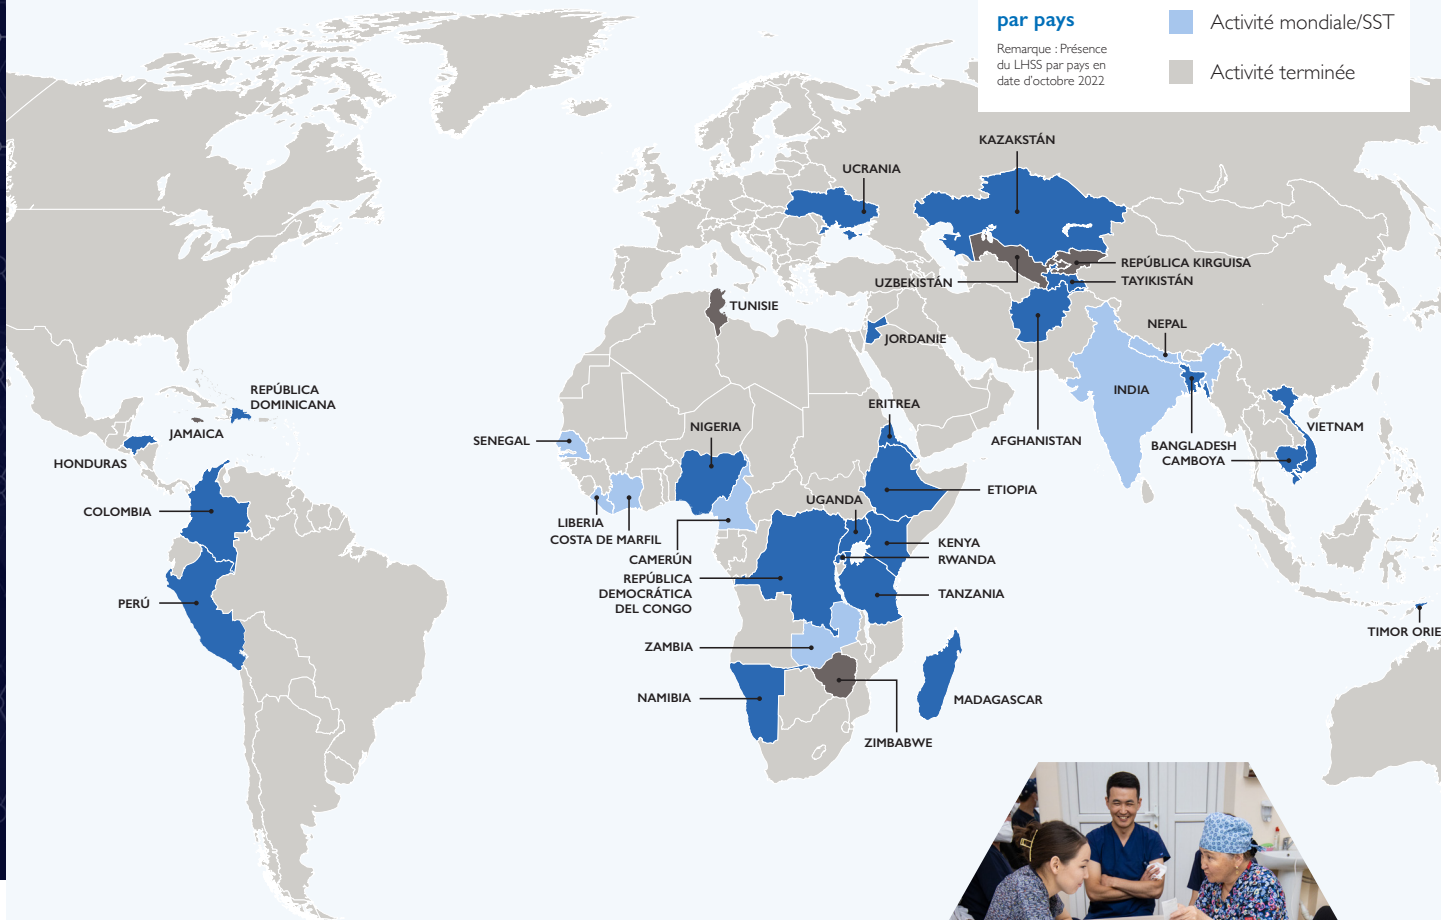 par pays
Remarque : Présence
du LHSS par pays en
date d'octobre 2022
Activité mondiale/SST
Activité terminée
KAZAKSTÁN
UCRANIA
REPÚBLICA KIRGUISA
UZBEKISTÁN
TAYIKISTÁN
TUNISIE
NEPAL
JORDANIE
REPÚBLICA
DOMINICANA
INDIA
ERITREA
JAMAICA
NIGERIA
VIETNAM
SENEGAL
AFGHANISTAN
BANGLADESH
HONDURAS
CAMBOYA
ETIOPIA
UGANDA
COLOMBIA
LIBERIA
COSTA DE MARFIL
KENYA
CAMERÚN
RWANDA
REPÚBLICA
DEMOCRÁTICA
DEL CONGO
TANZANIA
PERÚ
TIMOR ORIE
ZAMBIA
NAMIBIA
MADAGASCAR
ZIMBABWE